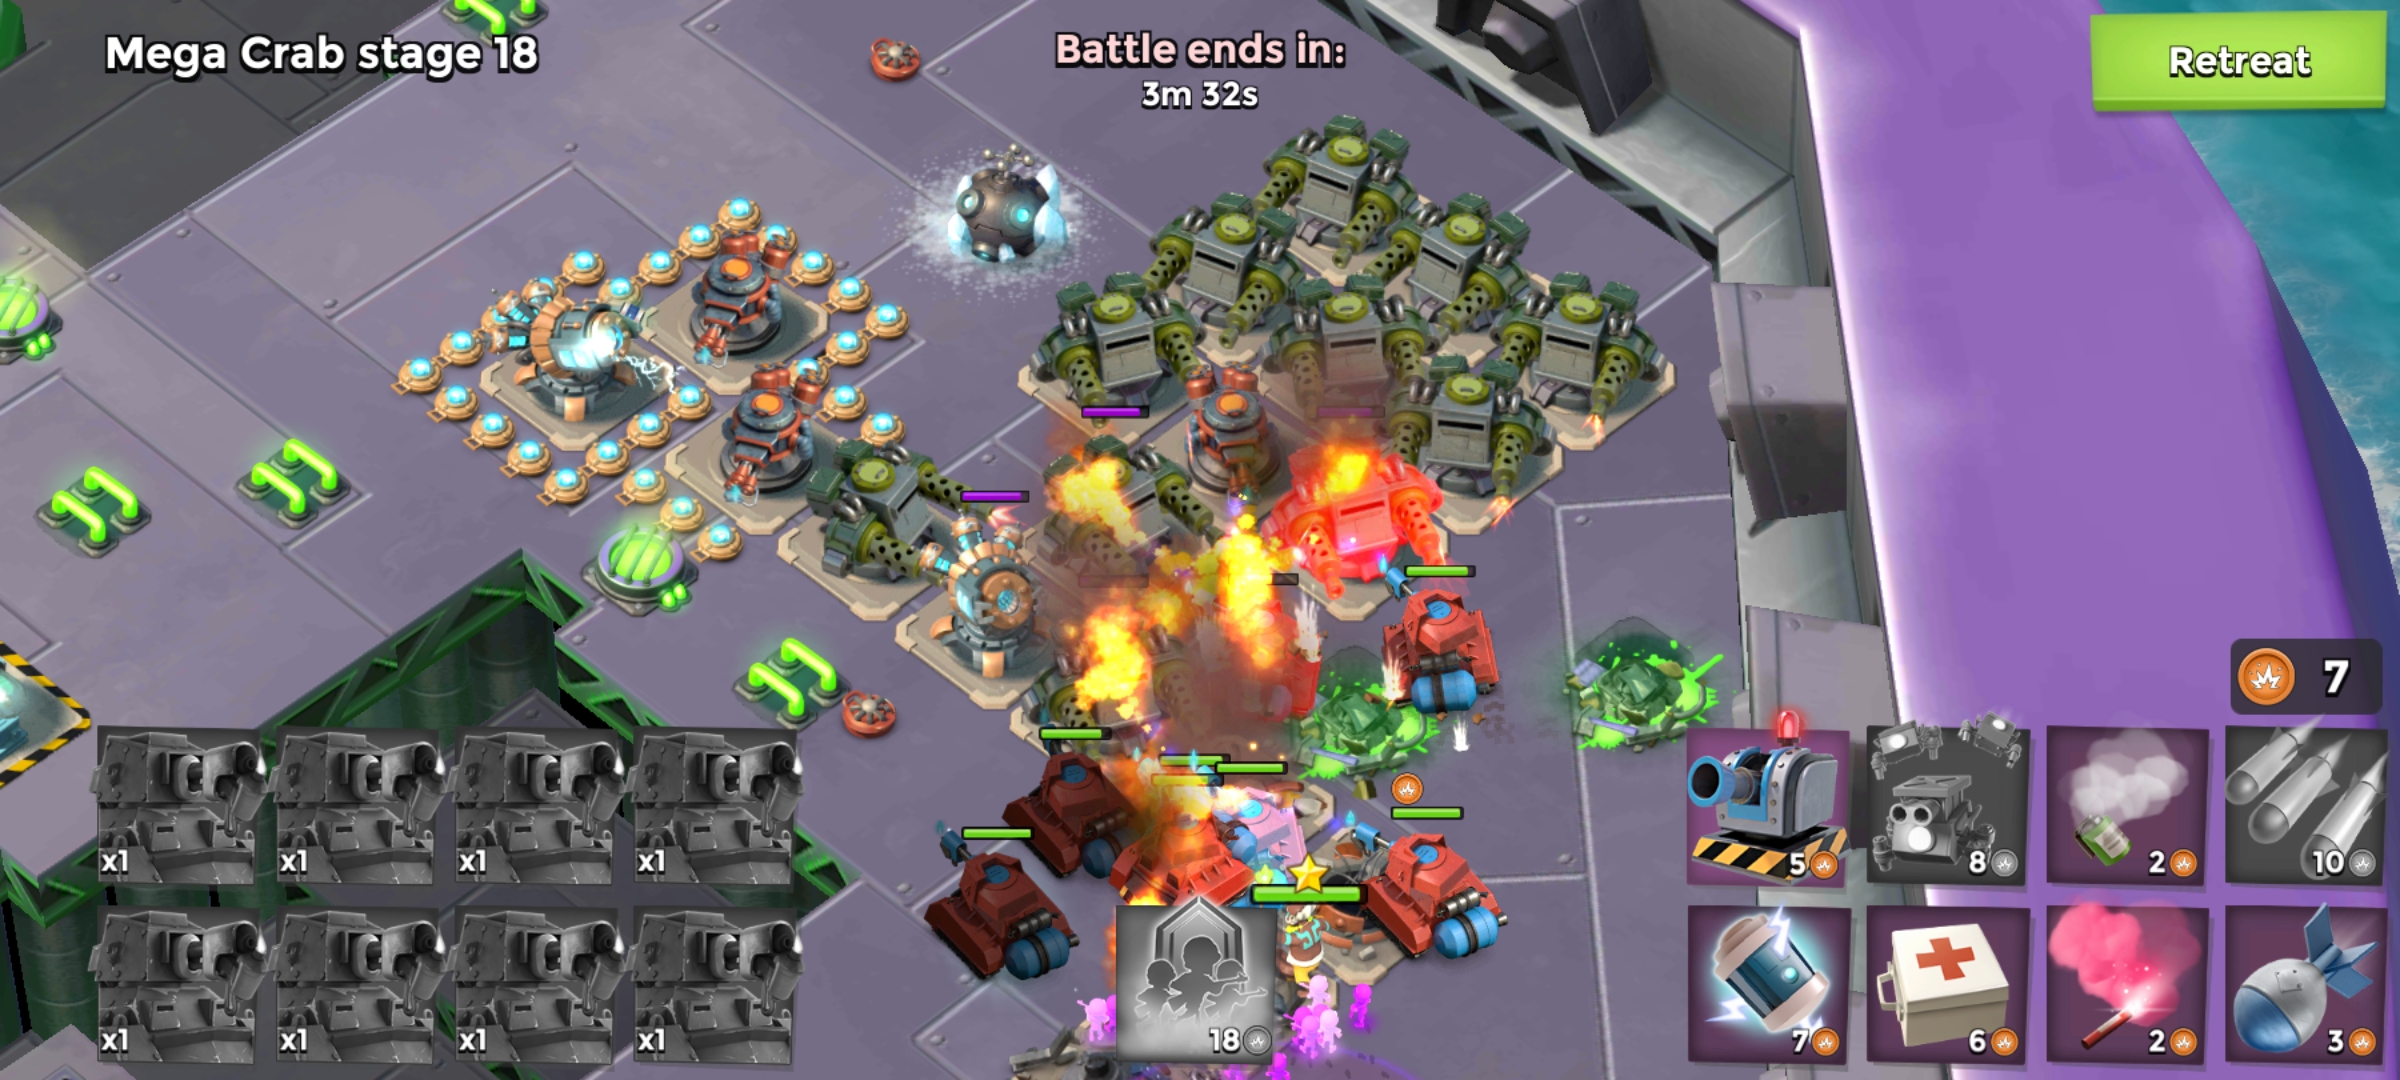 Mega Crab stage 18
Battle ends in:
3m 32s
Retreat
7
5
8
2
10
x1
x1
x1
x1
7
6
2
3
x1
x1
x1
x1
18